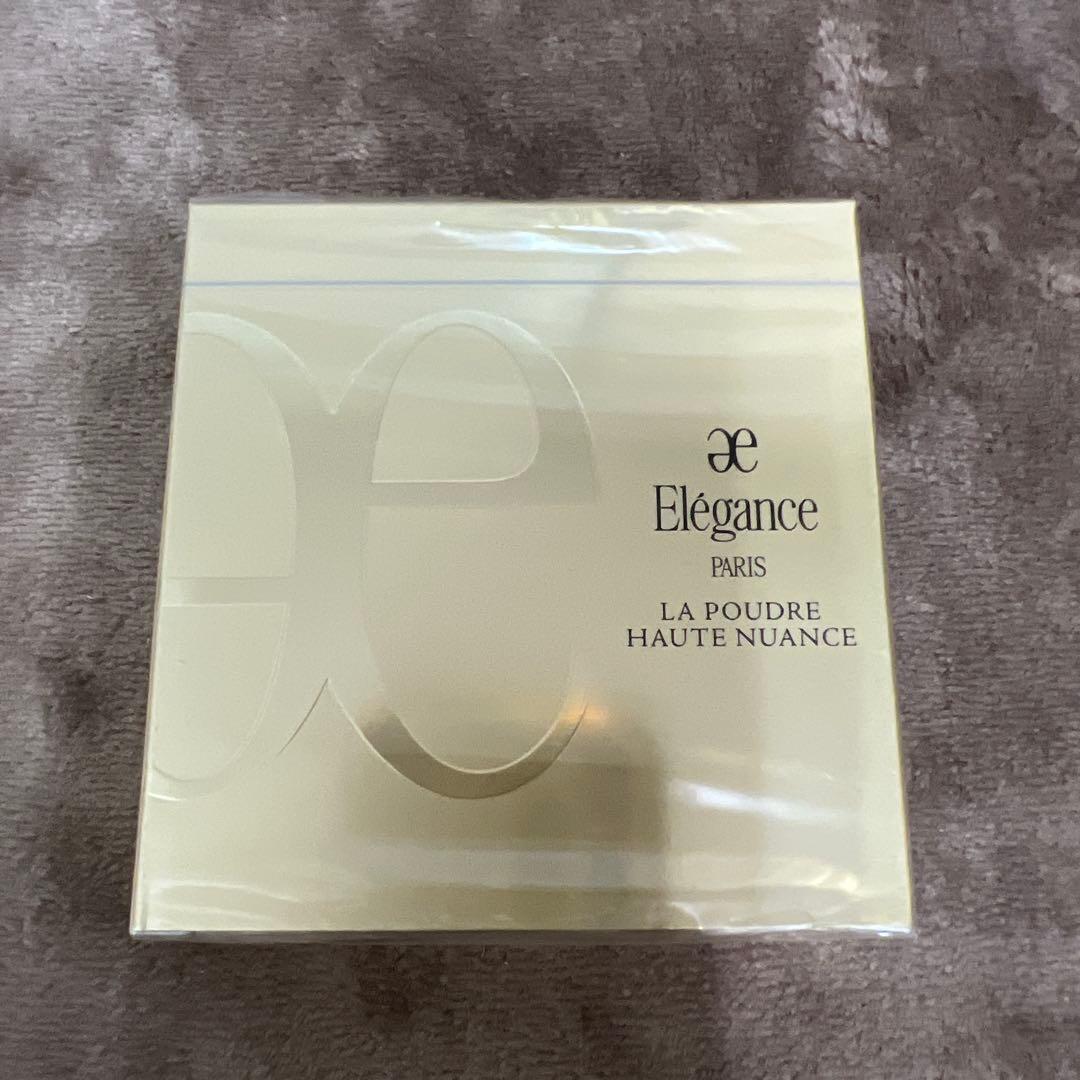 æ
Elégance
PARIS
LA POUDRE
HAUTE NUANCE